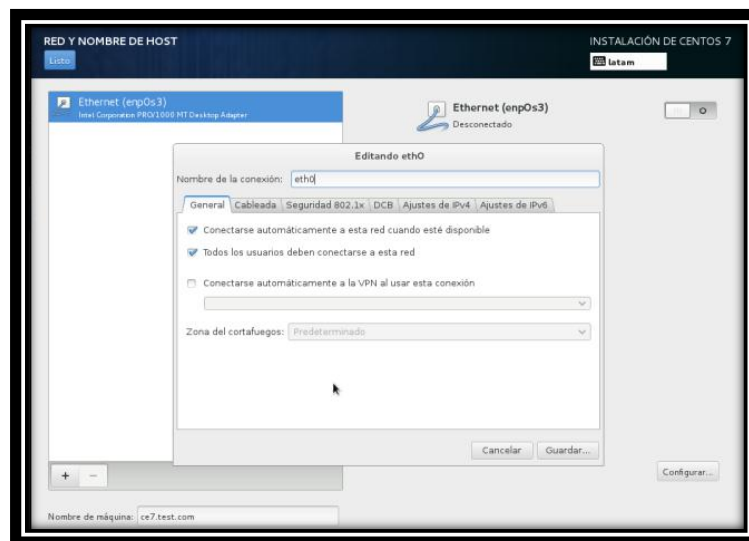 RED Y NOMBRE DE HOST
INSTALACIÓN DE CENTOS 7
Listo
latam
Ethernet (enp0s3)
Intel Corporation PRO/1000 MT Desktop Adapter
Ethernet (enp0s3)
Desconectado
Editando eth0
Nombre de la conexión: eth0
General Cableada Seguridad 802.1x DCB Ajustes de IPv4 Ajustes de IPv6
Conectarse automáticamente a esta red cuando esté disponible
Todos los usuarios deben conectarse a esta red
Conectarse automáticamente a la VPN al usar esta conexión
Zona del cortafuegos: Predeterminado
Cancelar Guardar...
+ −
Configurar...
Nombre de máquina: ce7.test.com